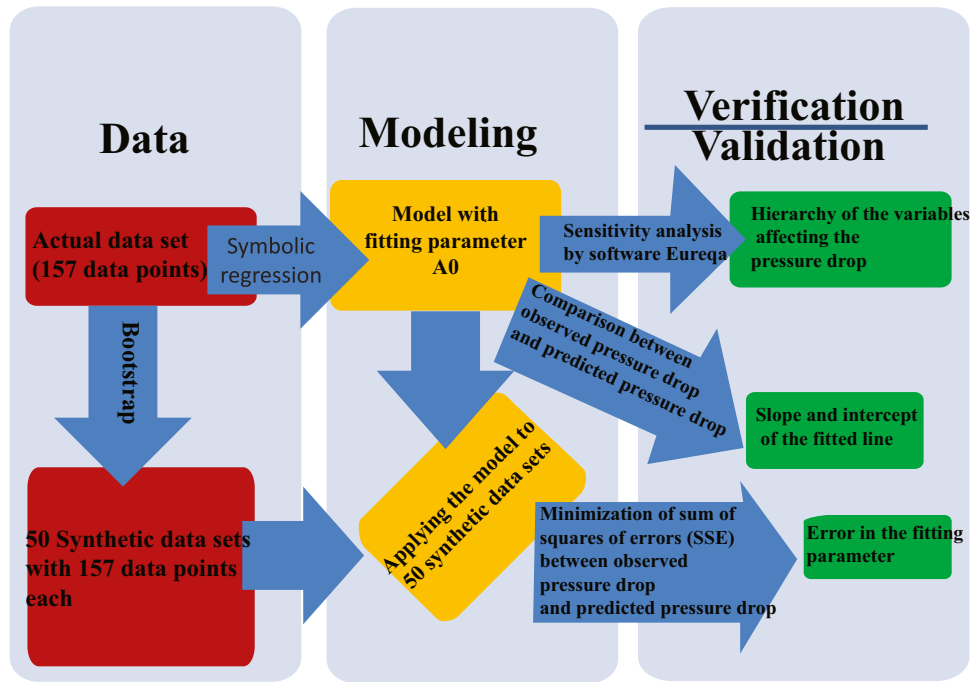 Data
Modeling
Verification
Validation
Actual data set
(157 data points)
Symbolic
regression
Model with
fitting parameter
A0
Sensitivity analysis
by software Eureqa
Hierarchy of the variables
affecting the
pressure drop
Bootstrap
Comparison between
observed pressure drop
and predicted pressure drop
Slope and intercept
of the fitted line
50 Synthetic data sets
with 157 data points
each
Applying the model to
50 synthetic data sets
Minimization of sum of
squares of errors (SSE)
between observed
pressure drop
and predicted pressure drop
Error in the fitting
parameter